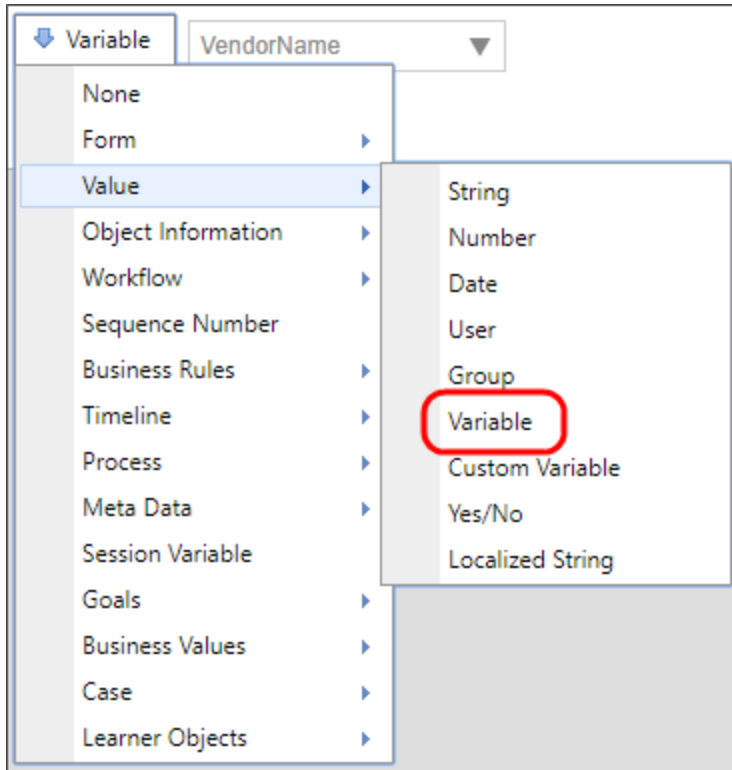 Variable
VendorName
None
Form
Value
Object Information
Workflow
Sequence Number
Business Rules
Timeline
Process
Meta Data
Session Variable
Goals
Business Values
Case
Learner Objects
String
Number
Date
User
Group
Variable
Custom Variable
Yes/No
Localized String